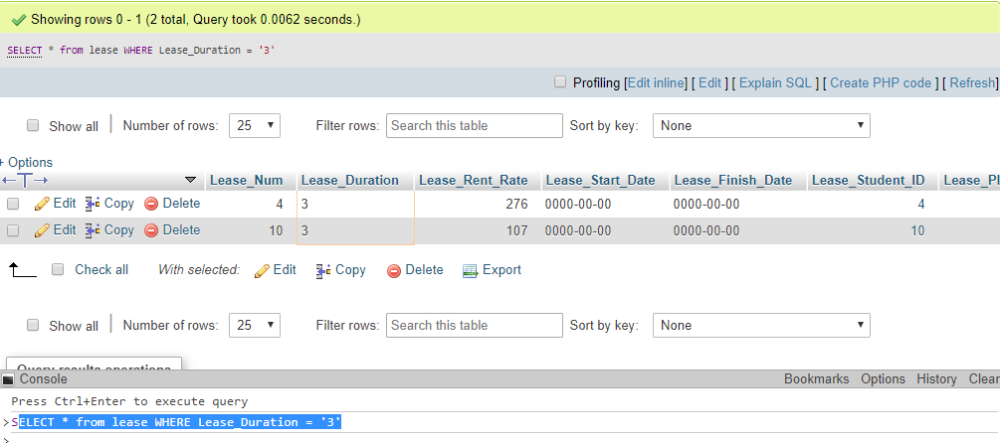 Showing rows 0 - 1 (2 total, Query took 0.0062 seconds.)
SELECT * from lease WHERE Lease_Duration = '3'
Profiling [Edit inline] [ Edit ] [ Explain SQL ] [ Create PHP code ] [ Refresh]
Show all | Number of rows: 25 Filter rows: Search this table Sort by key: None
+ Options
←T→ Lease_Num Lease_Duration Lease_Rent_Rate Lease_Start_Date Lease_Finish_Date Lease_Student_ID Lease_Pl
Edit Copy Delete 4 3 276 0000-00-00 0000-00-00 4
Edit Copy Delete 10 3 107 0000-00-00 0000-00-00 10
Check all With selected: Edit Copy Delete Export
Show all | Number of rows: 25 Filter rows: Search this table Sort by key: None
Query results operations
Console Bookmarks Options History Clear
Press Ctrl+Enter to execute query
>SELECT * from lease WHERE Lease_Duration = '3'
>